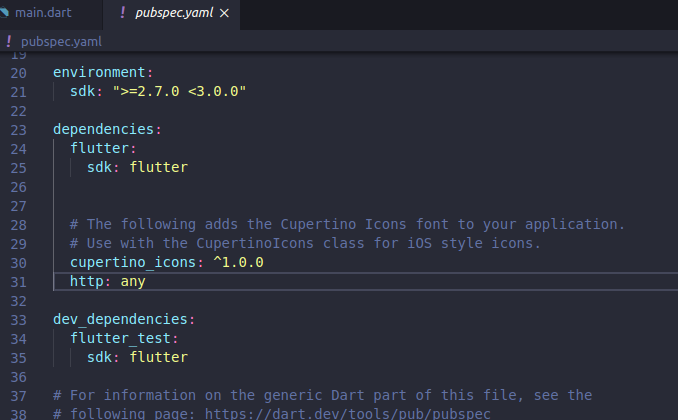 main.dart
! pubspec.yaml ×
! pubspec.yaml
19
20 environment:
21   sdk: ">=2.7.0 <3.0.0"
22
23 dependencies:
24   flutter:
25     sdk: flutter
26
27
28   # The following adds the Cupertino Icons font to your application.
29   # Use with the CupertinoIcons class for iOS style icons.
30   cupertino_icons: ^1.0.0
31   http: any
32
33 dev_dependencies:
34   flutter_test:
35     sdk: flutter
36
37 # For information on the generic Dart part of this file, see the
38 # following page: https://dart.dev/tools/pub/pubspec